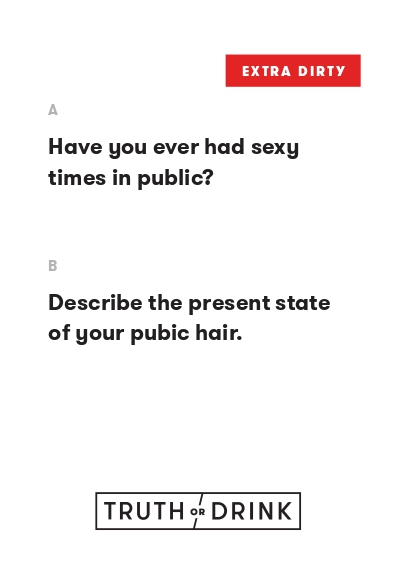 EXTRA DIRTY
A
Have you ever had sexy
times in public?
B
Describe the present state
of your pubic hair.
TRUTH OR DRINK